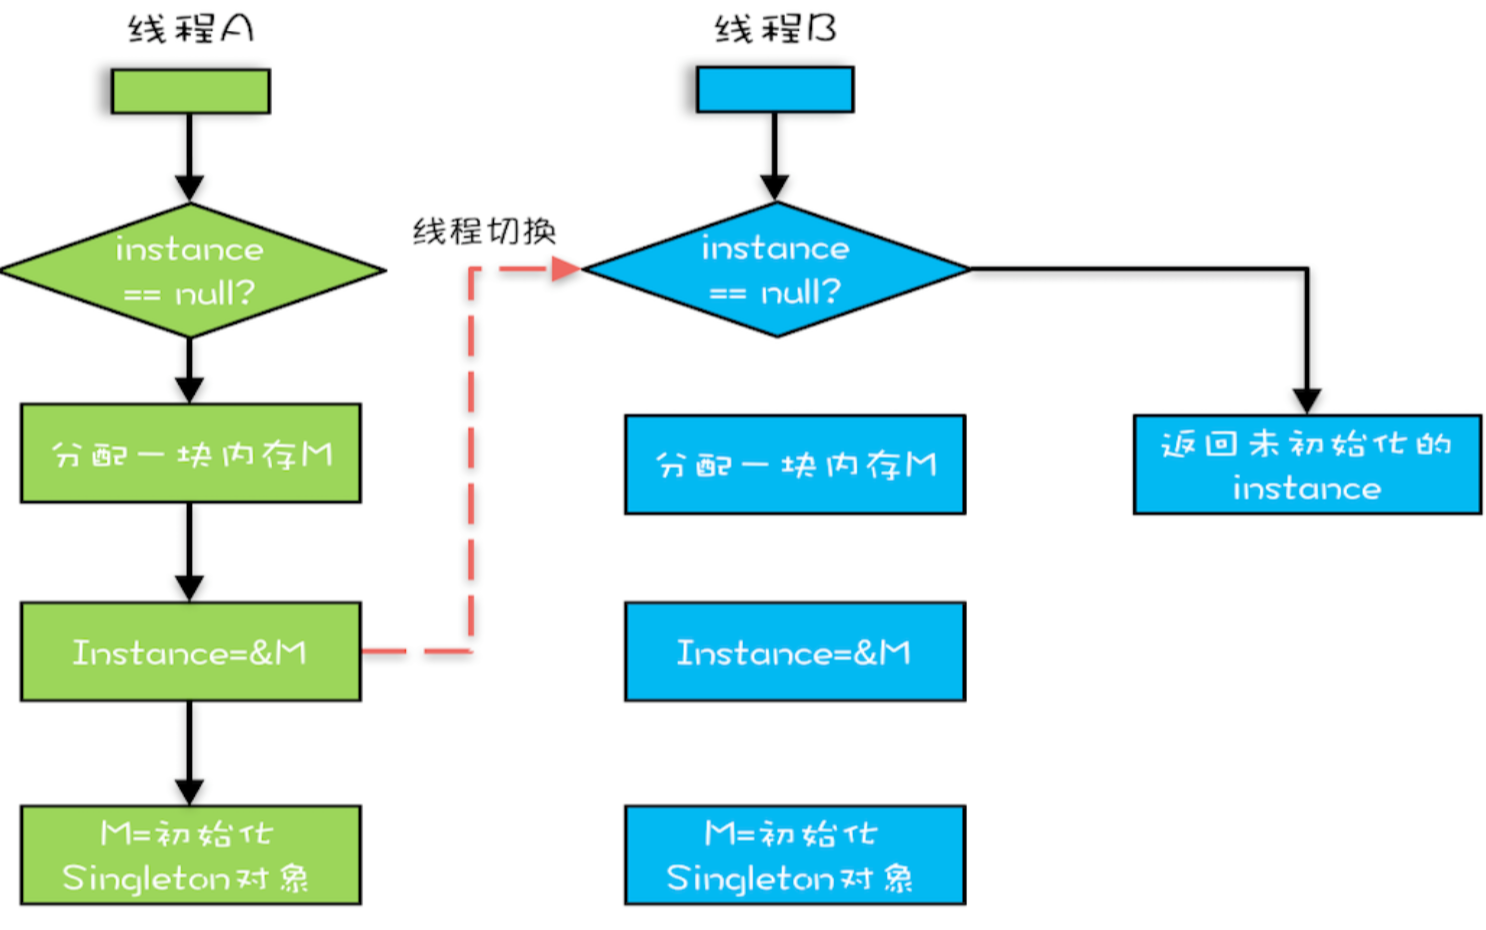 线程A
线程B
instance
== null?
线程切换
instance
== null?
分配一块内存M
分配一块内存M
返回未初始化的
instance
Instance=&M
Instance=&M
M=初始化
Singleton对象
M=初始化
Singleton对象